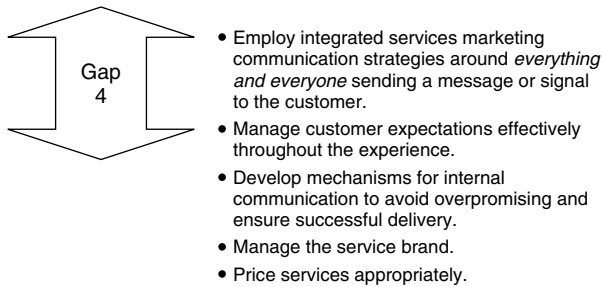 Gap
4
• Employ integrated services marketing
communication strategies around everything
and everyone sending a message or signal
to the customer.
• Manage customer expectations effectively
throughout the experience.
• Develop mechanisms for internal
communication to avoid overpromising and
ensure successful delivery.
• Manage the service brand.
• Price services appropriately.